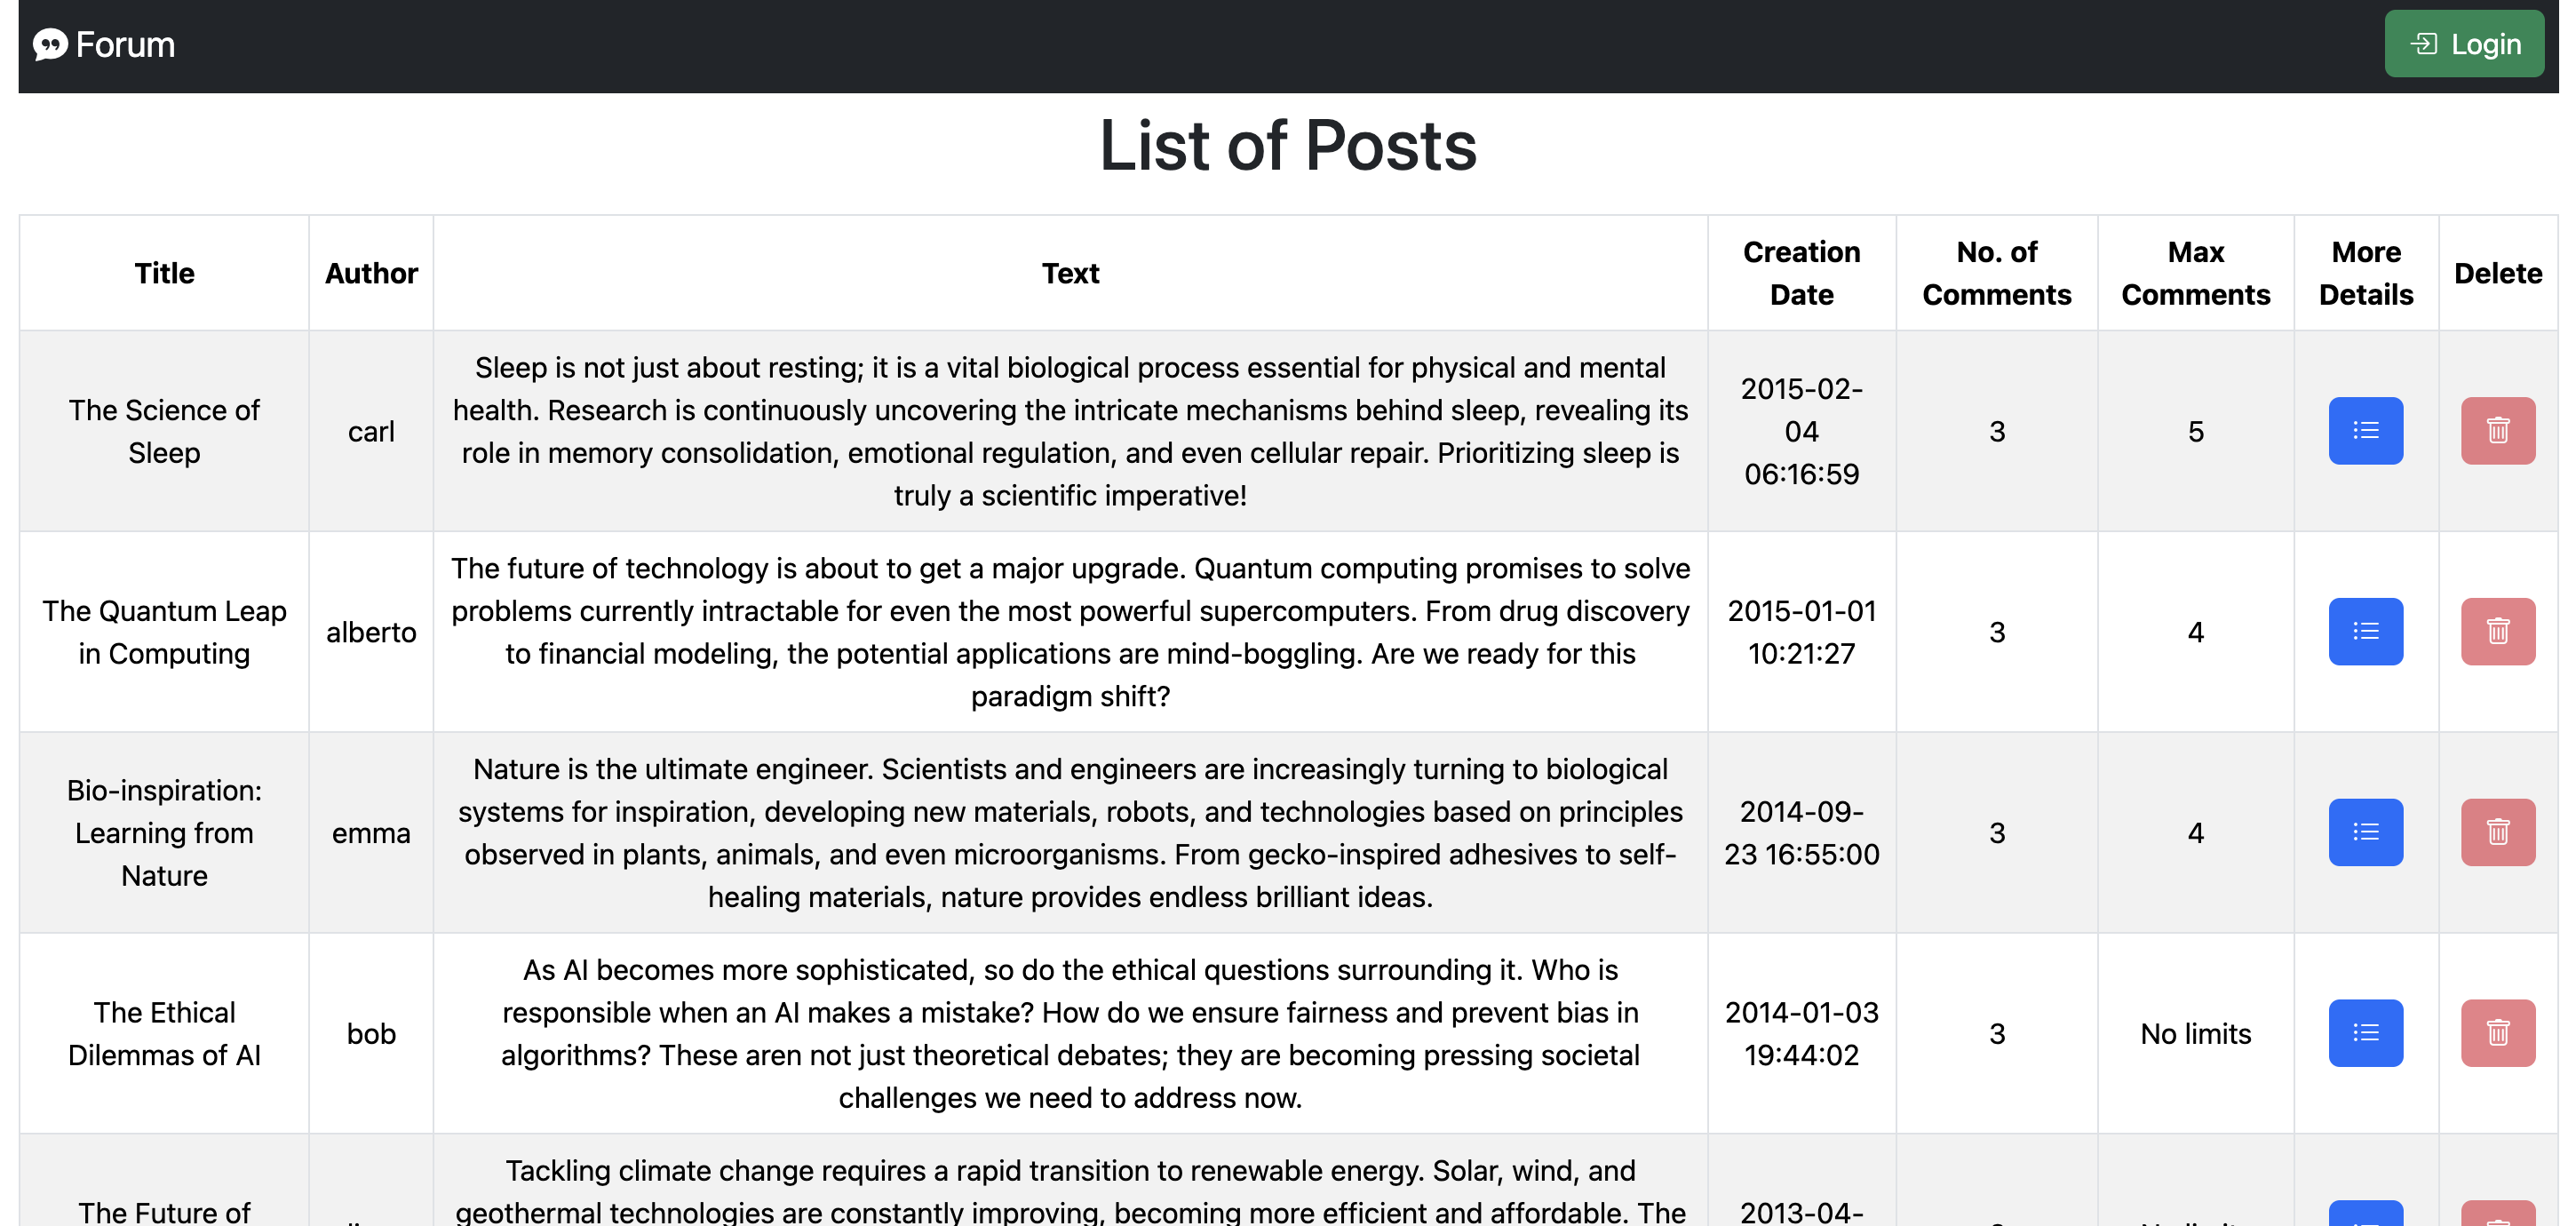 Forum
Login
List of Posts
Title
Author
Text
Creation
Date
No. of
Comments
Max
Comments
More
Details
Delete
The Science of
Sleep
carl
Sleep is not just about resting; it is a vital biological process essential for physical and mental
health. Research is continuously uncovering the intricate mechanisms behind sleep, revealing its
role in memory consolidation, emotional regulation, and even cellular repair. Prioritizing sleep is
truly a scientific imperative!
2015-02-
04
06:16:59
3
5
The Quantum Leap
in Computing
alberto
The future of technology is about to get a major upgrade. Quantum computing promises to solve
problems currently intractable for even the most powerful supercomputers. From drug discovery
to financial modeling, the potential applications are mind-boggling. Are we ready for this
paradigm shift?
2015-01-01
10:21:27
3
4
Bio-inspiration:
Learning from
Nature
emma
Nature is the ultimate engineer. Scientists and engineers are increasingly turning to biological
systems for inspiration, developing new materials, robots, and technologies based on principles
observed in plants, animals, and even microorganisms. From gecko-inspired adhesives to self-
healing materials, nature provides endless brilliant ideas.
2014-09-
23 16:55:00
3
4
The Ethical
Dilemmas of AI
bob
As AI becomes more sophisticated, so do the ethical questions surrounding it. Who is
responsible when an AI makes a mistake? How do we ensure fairness and prevent bias in
algorithms? These aren not just theoretical debates; they are becoming pressing societal
challenges we need to address now.
2014-01-03
19:44:02
3
No limits
The Future of
Tackling climate change requires a rapid transition to renewable energy. Solar, wind, and
geothermal technologies are constantly improving, becoming more efficient and affordable. The
2013-04-